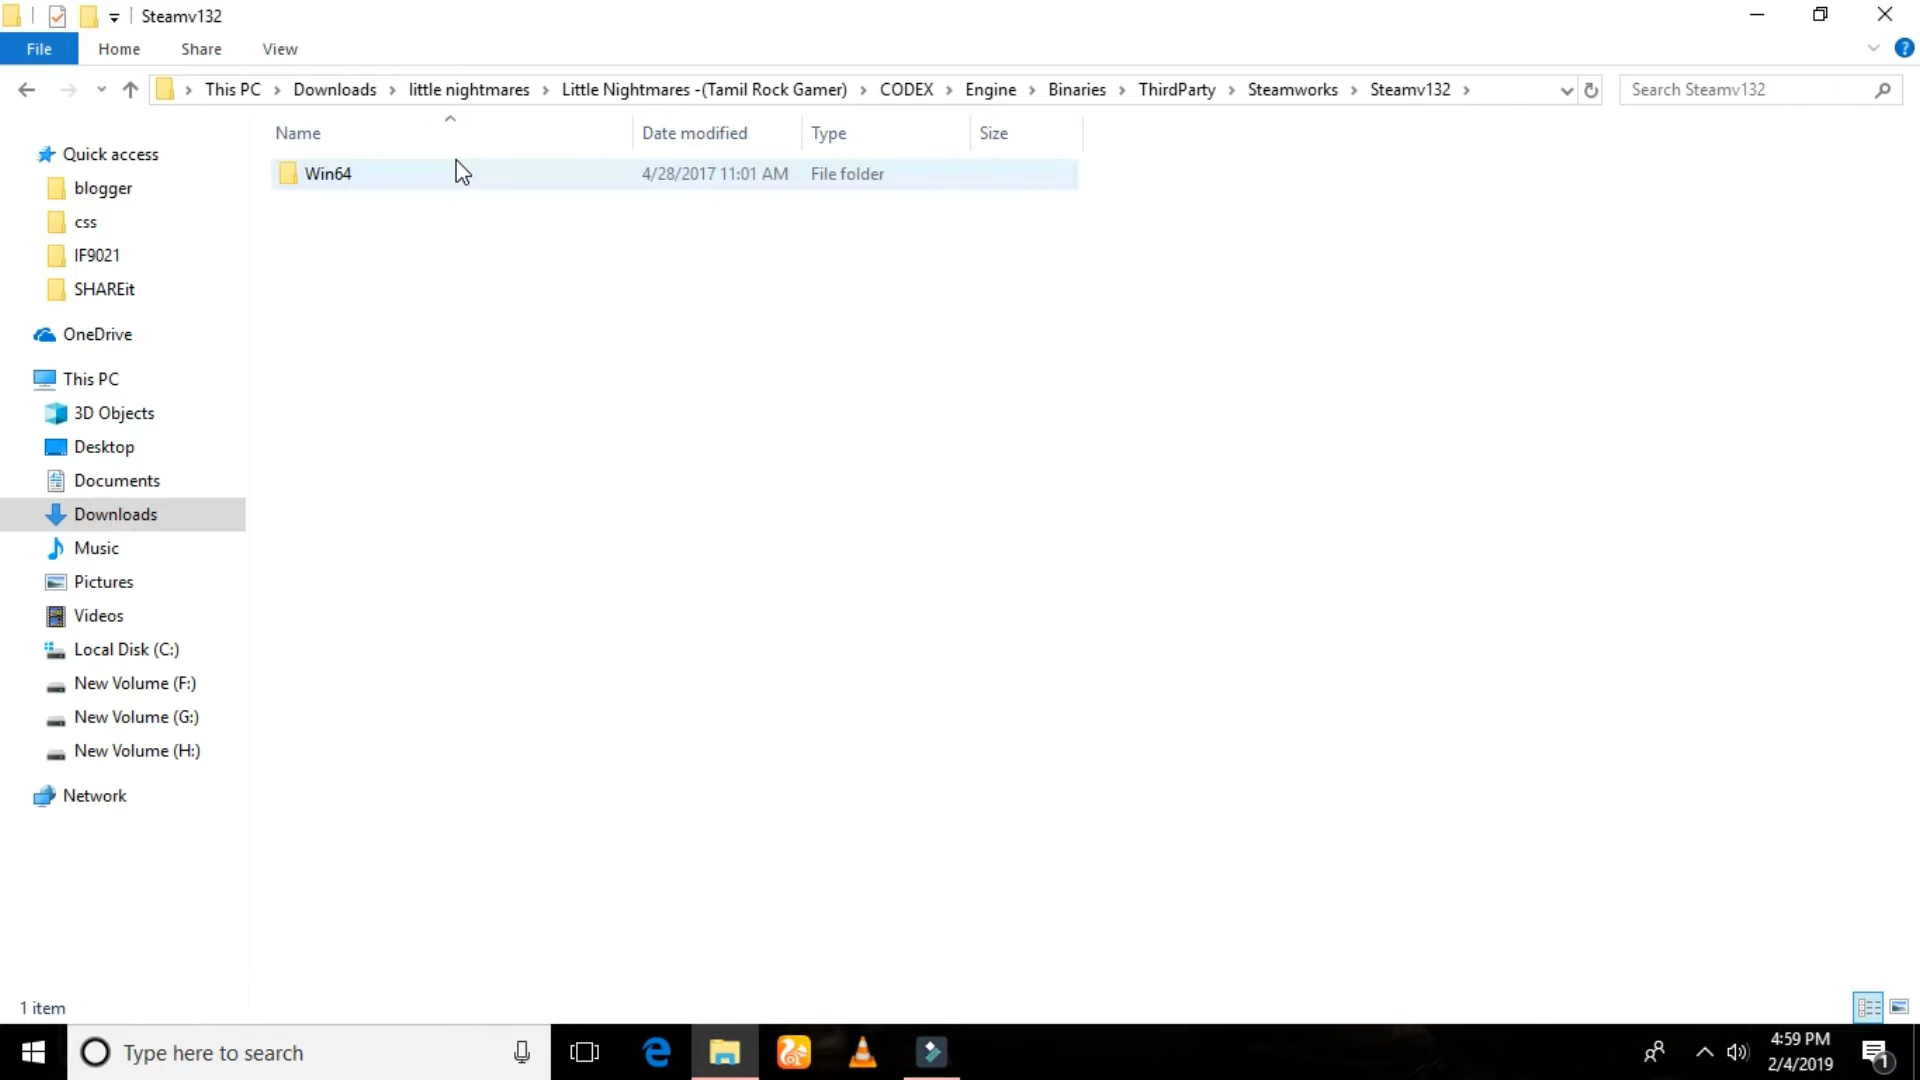 Steamv132
File Home Share View
This PC Downloads little nightmares Little Nightmares -(Tamil Rock Gamer) CODEX Engine Binaries ThirdParty Steamworks Steamv132 Search Steamv132
Name Date modified Type Size
Win64 4/28/2017 11:01 AM File folder
Quick access
blogger
css
IF9021
SHAREit
OneDrive
This PC
3D Objects
Desktop
Documents
Downloads
Music
Pictures
Videos
Local Disk (C:)
New Volume (F:)
New Volume (G:)
New Volume (H:)
Network
1 item
Type here to search
4:59 PM
2/4/2019
1